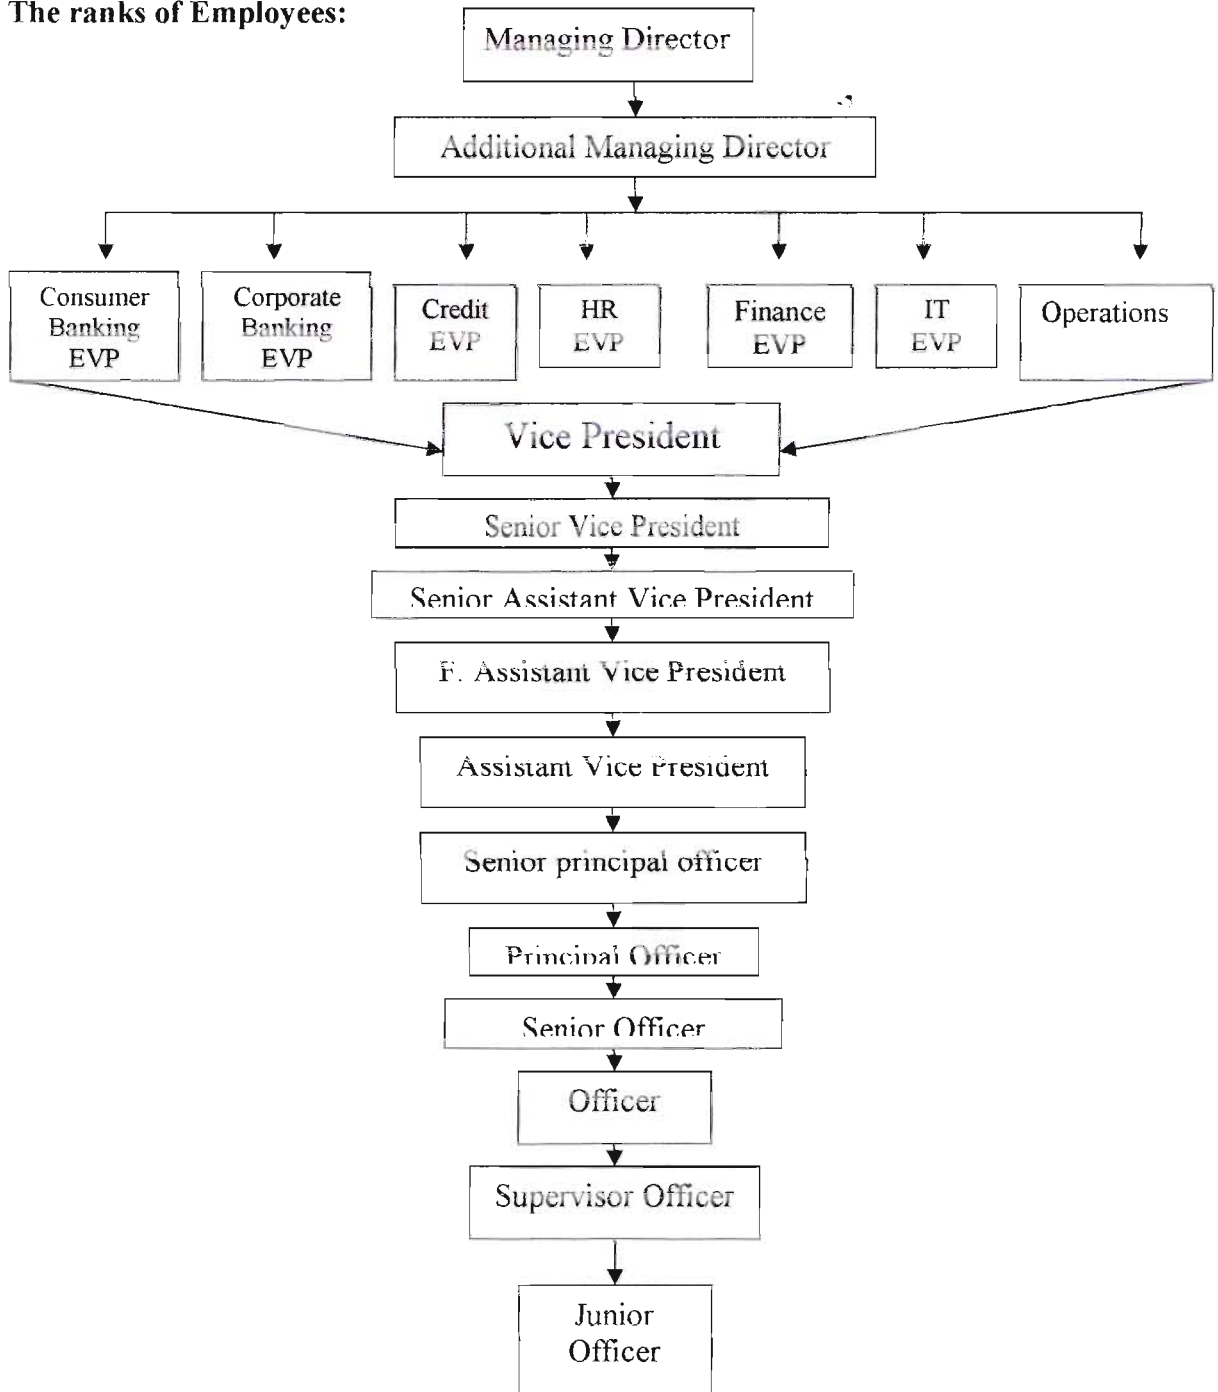 The ranks of Employees:
Managing Director
Additional Managing Director
Consumer
Banking
EVP
Corporate
Banking
EVP
Credit
EVP
HR
EVP
Finance
EVP
IT
EVP
Operations
Vice President
Senior Vice President
Senior Assistant Vice President
F. Assistant Vice President
Assistant Vice President
Senior principal officer
Principal Officer
Senior Officer
Officer
Supervisor Officer
Junior
Officer